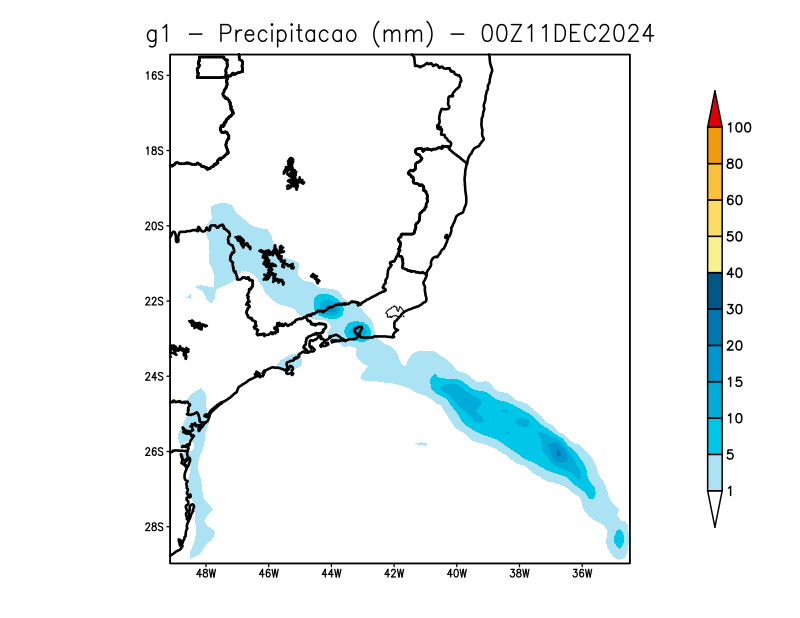 g1 – Precipitacao (mm) – 00Z11DEC2024
16S
18S
20S
22S
24S
26S
28S
48W 46W 44W 42W 40W 38W 36W
100
80
60
50
40
30
20
15
10
5
1